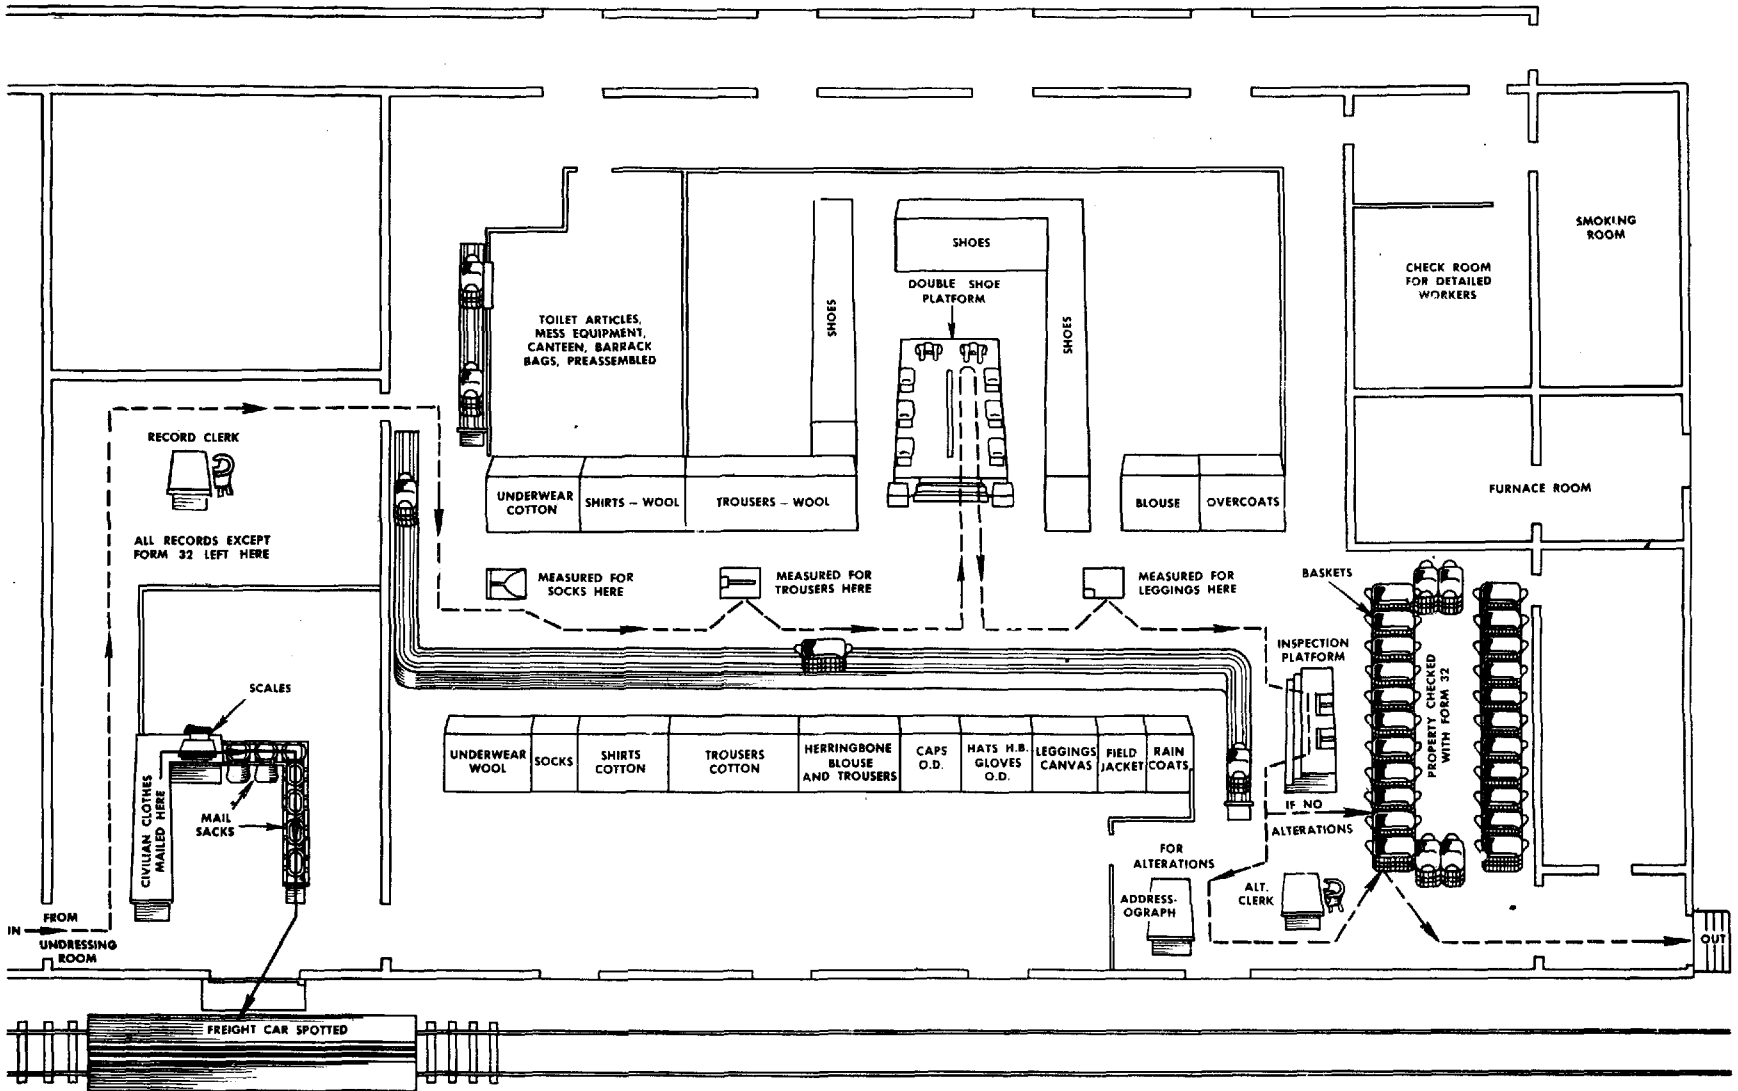 SMOKING
ROOM
SHOES
CHECK ROOM
FOR DETAILED
WORKERS
DOUBLE SHOE
PLATFORM
SHOES
SHOES
TOILET ARTICLES,
MESS EQUIPMENT,
CANTEEN, BARRACK
BAGS, PREASSEMBLED
RECORD CLERK
UNDERWEAR
COTTON
SHIRTS – WOOL
TROUSERS – WOOL
BLOUSE
OVERCOATS
FURNACE ROOM
ALL RECORDS EXCEPT
FORM 32 LEFT HERE
MEASURED FOR
SOCKS HERE
MEASURED FOR
TROUSERS HERE
MEASURED FOR
LEGGINGS HERE
BASKETS
INSPECTION
PLATFORM
PROPERTY CHECKED
WITH FORM 32
SCALES
UNDERWEAR
WOOL
SOCKS
SHIRTS
COTTON
TROUSERS
COTTON
HERRINGBONE
BLOUSE
AND TROUSERS
CAPS
O.D.
HATS H.B.
GLOVES
O.D.
LEGGINGS
CANVAS
FIELD
JACKET
RAIN
COATS
CIVILIAN CLOTHES
MAILED HERE
MAIL
SACKS
IF NO
ALTERATIONS
FOR
ALTERATIONS
ADDRESS-
OGRAPH
ALT.
CLERK
IN
FROM
UNDRESSING
ROOM
OUT
FREIGHT CAR SPOTTED